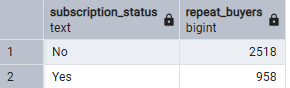 subscription_status repeat_buyers
text bigint
1 No 2518
2 Yes 958